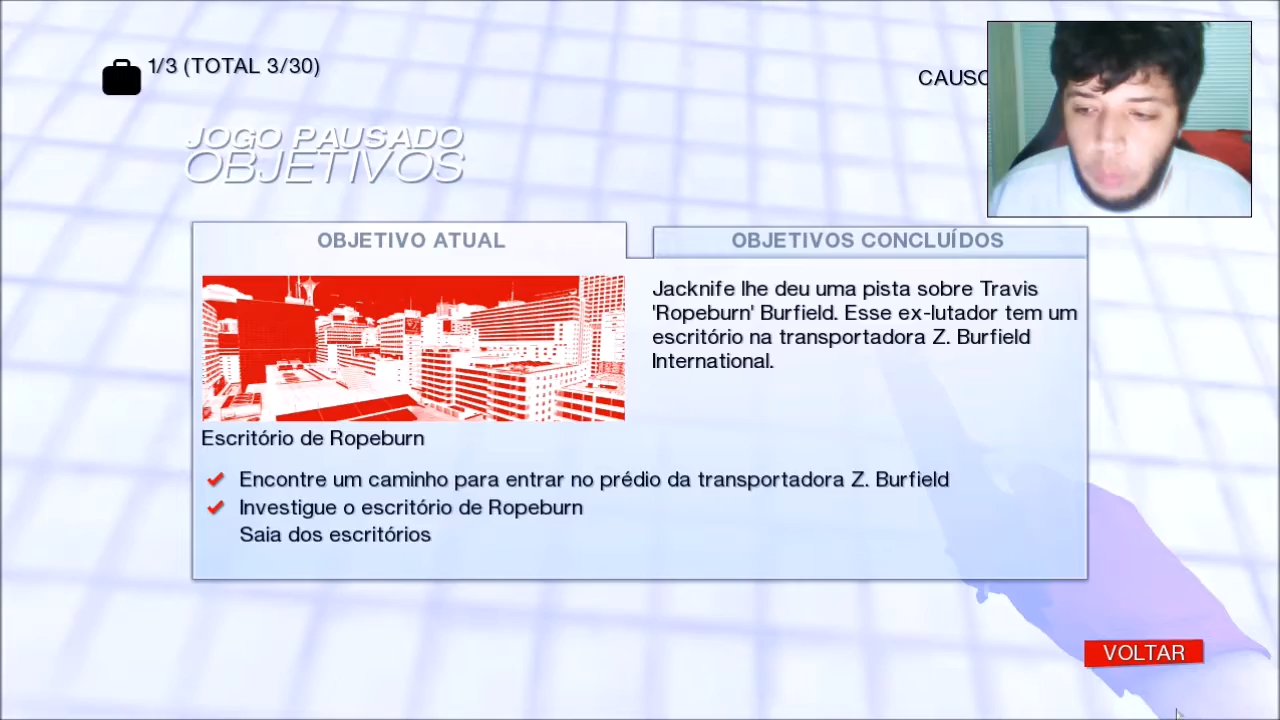 1/3 (TOTAL 3/30)
JOGO PAUSADO
OBJETIVOS
OBJETIVO ATUAL
OBJETIVOS CONCLUÍDOS
Jacknife lhe deu uma pista sobre Travis
'Ropeburn' Burfield. Esse ex-lutador tem um
escritório na transportadora Z. Burfield
International.
Escritório de Ropeburn
Encontre um caminho para entrar no prédio da transportadora Z. Burfield
Investigue o escritório de Ropeburn
Saia dos escritórios
VOLTAR